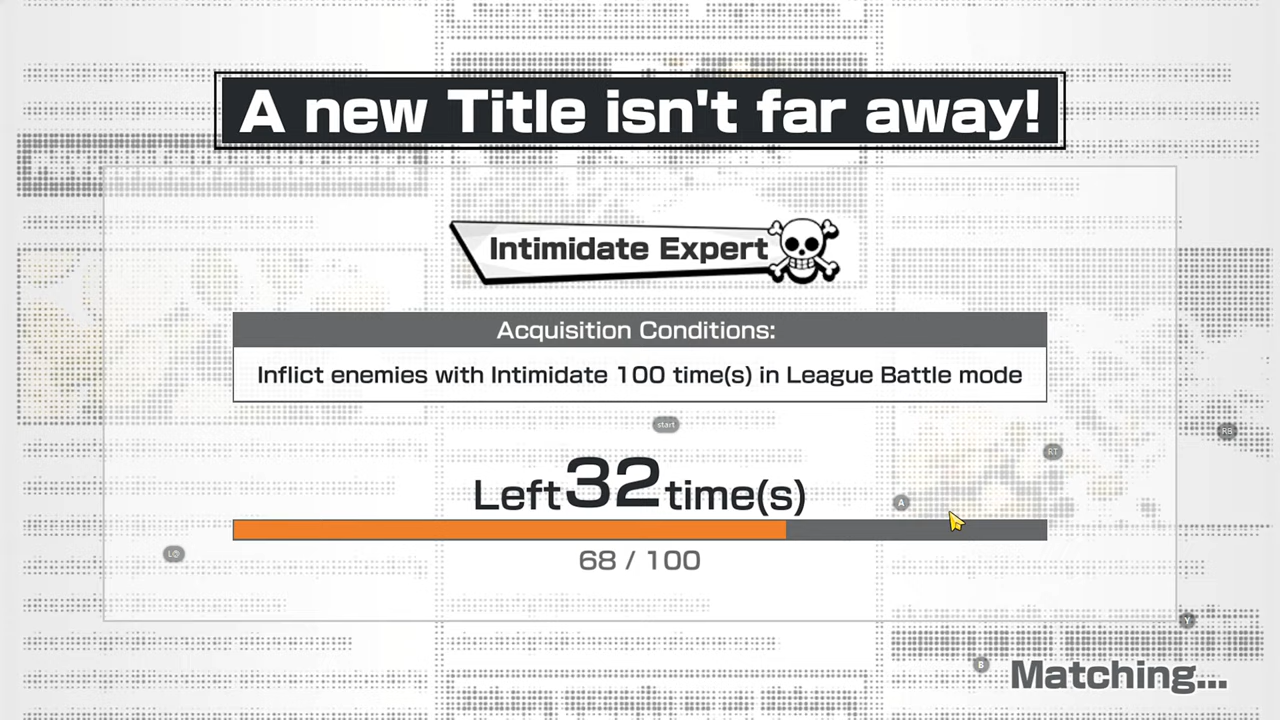 A new Title isn't far away!
Intimidate Expert
Acquisition Conditions:
Inflict enemies with Intimidate 100 time(s) in League Battle mode
start
RB
RT
Left 32 time(s)
A
L
68 / 100
Y
B
Matching...